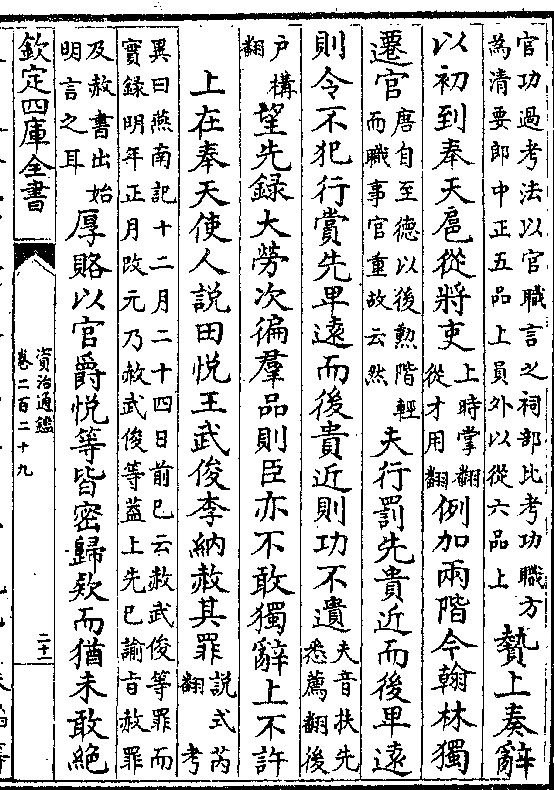 官功過考法以官職言之祠部比考功職方
為清要郎中正五品上員外以從六品上
贄上奏辭
以初到奉天扈從將吏
上時掌翻
從才用翻
例加兩階今翰林獨
遷官
唐自至德以後勲階輕
而職事官重故云然
夫行罰先貴近而後卑遠
則令不犯行賞先卑遠而後貴近則功不遺
夫音扶先
悉薦翻後
户構
翻
望先録大勞次徧羣品則臣亦不敢獨辭上不許
上在奉天使人説田悦王武俊李納赦其罪
説式芮
翻 考
異曰燕南記十二月二十四日前已云赦武俊等罪而
實録明年正月改元乃赦武俊等蓋上先已諭㫖赦罪
及赦書出始
明言之耳
厚賂以官爵悦等皆密歸欵而猶未敢絶
欽定四庫全書
資治通鑑
卷二百二十九
二十一